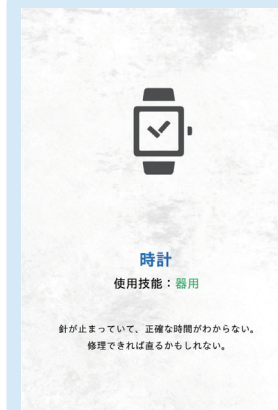 時計
使用技能：器用
針が止まっていて、正確な時間がわからない。
修理できれば直るかもしれない。